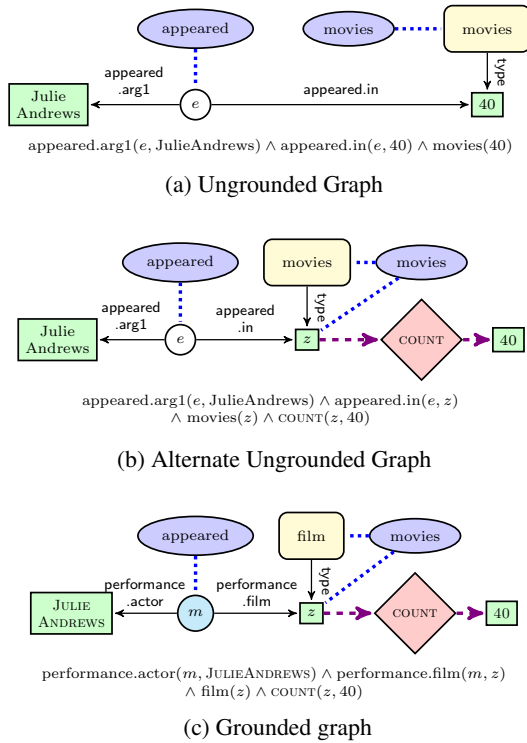 appeared
movies
movies
appeared
.arg1
appeared.in
type
Julie
Andrews
e
40
appeared.arg1(e, JulieAndrews) ∧ appeared.in(e, 40) ∧ movies(40)
(a) Ungrounded Graph
appeared
movies
movies
appeared
.arg1
appeared
.in
type
Julie
Andrews
e
z
COUNT
40
appeared.arg1(e, JulieAndrews) ∧ appeared.in(e, z)
∧ movies(z) ∧ COUNT(z, 40)
(b) Alternate Ungrounded Graph
appeared
film
movies
performance
.actor
performance
.film
type
JULIE
ANDREWS
m
z
COUNT
40
performance.actor(m, JULIEANDREWS) ∧ performance.film(m, z)
∧ film(z) ∧ COUNT(z, 40)
(c) Grounded graph